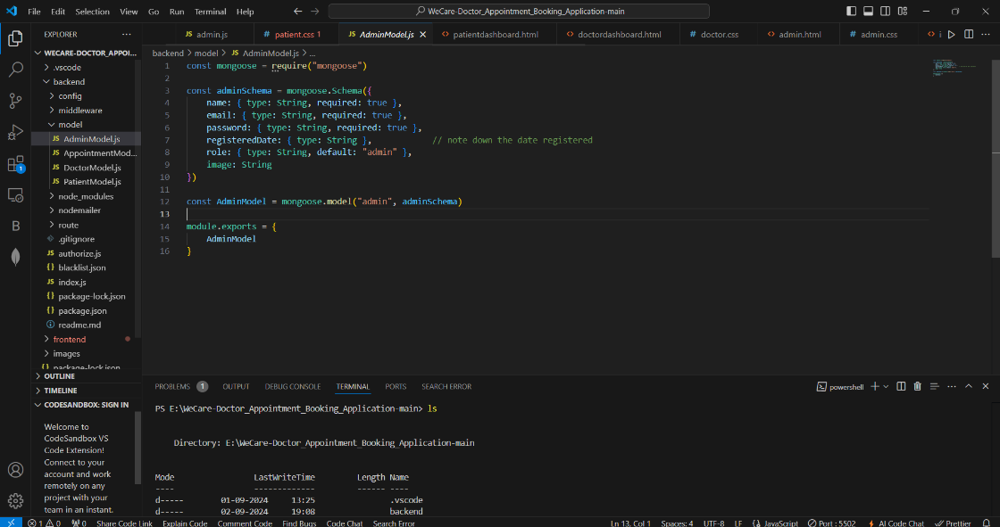 File Edit Selection View Go Run Terminal Help
WeCare-Doctor_Appointment_Booking_Application-main
EXPLORER
WECARE-DOCTOR_APPOI...
.vscode
backend
config
middleware
model
JS AdminModel.js
JS AppointmentMod...
JS DoctorModel.js
JS PatientModel.js
node_modules
nodemailer
route
.gitignore
JS authorize.js
{} blacklist.json
JS index.js
{} package-lock.json
{} package.json
readme.md
frontend
images
{} package-lock.json
OUTLINE
TIMELINE
CODESANDBOX: SIGN IN
Welcome to
CodeSandbox VS
Code Extension!
Connect to your
account and work
remotely on any
project with your
team in an instant.
1
B
JS admin.js # patient.css 1 JS AdminModel.js <> patientdashboard.html <> doctordashboard.html # doctor.css <> admin.html # admin.css <> i
backend > model > JS AdminModel.js > ...
1 const mongoose = require("mongoose")
2
3 const adminSchema = mongoose.Schema({
4 name: { type: String, required: true },
5 email: { type: String, required: true },
6 password: { type: String, required: true },
7 registeredDate: { type: String }, // note down the date registered
8 role: { type: String, default: "admin" },
9 image: String
10 })
11
12 const AdminModel = mongoose.model("admin", adminSchema)
13
14 module.exports = {
15 AdminModel
16 }
PROBLEMS 1 OUTPUT DEBUG CONSOLE TERMINAL PORTS SEARCH ERROR powershell
PS E:\WeCare-Doctor_Appointment_Booking_Application-main> ls
Directory: E:\WeCare-Doctor_Appointment_Booking_Application-main
Mode LastWriteTime Length Name
---- ------------- ------ ----
d----- 01-09-2024 13:25 .vscode
d----- 02-09-2024 19:08 backend
1 0 0 Share Code Link Explain Code Comment Code Find Bugs Code Chat Search Error Ln 13, Col 1 Spaces: 4 UTF-8 LF {} JavaScript Port : 5502 AI Code Chat Prettier